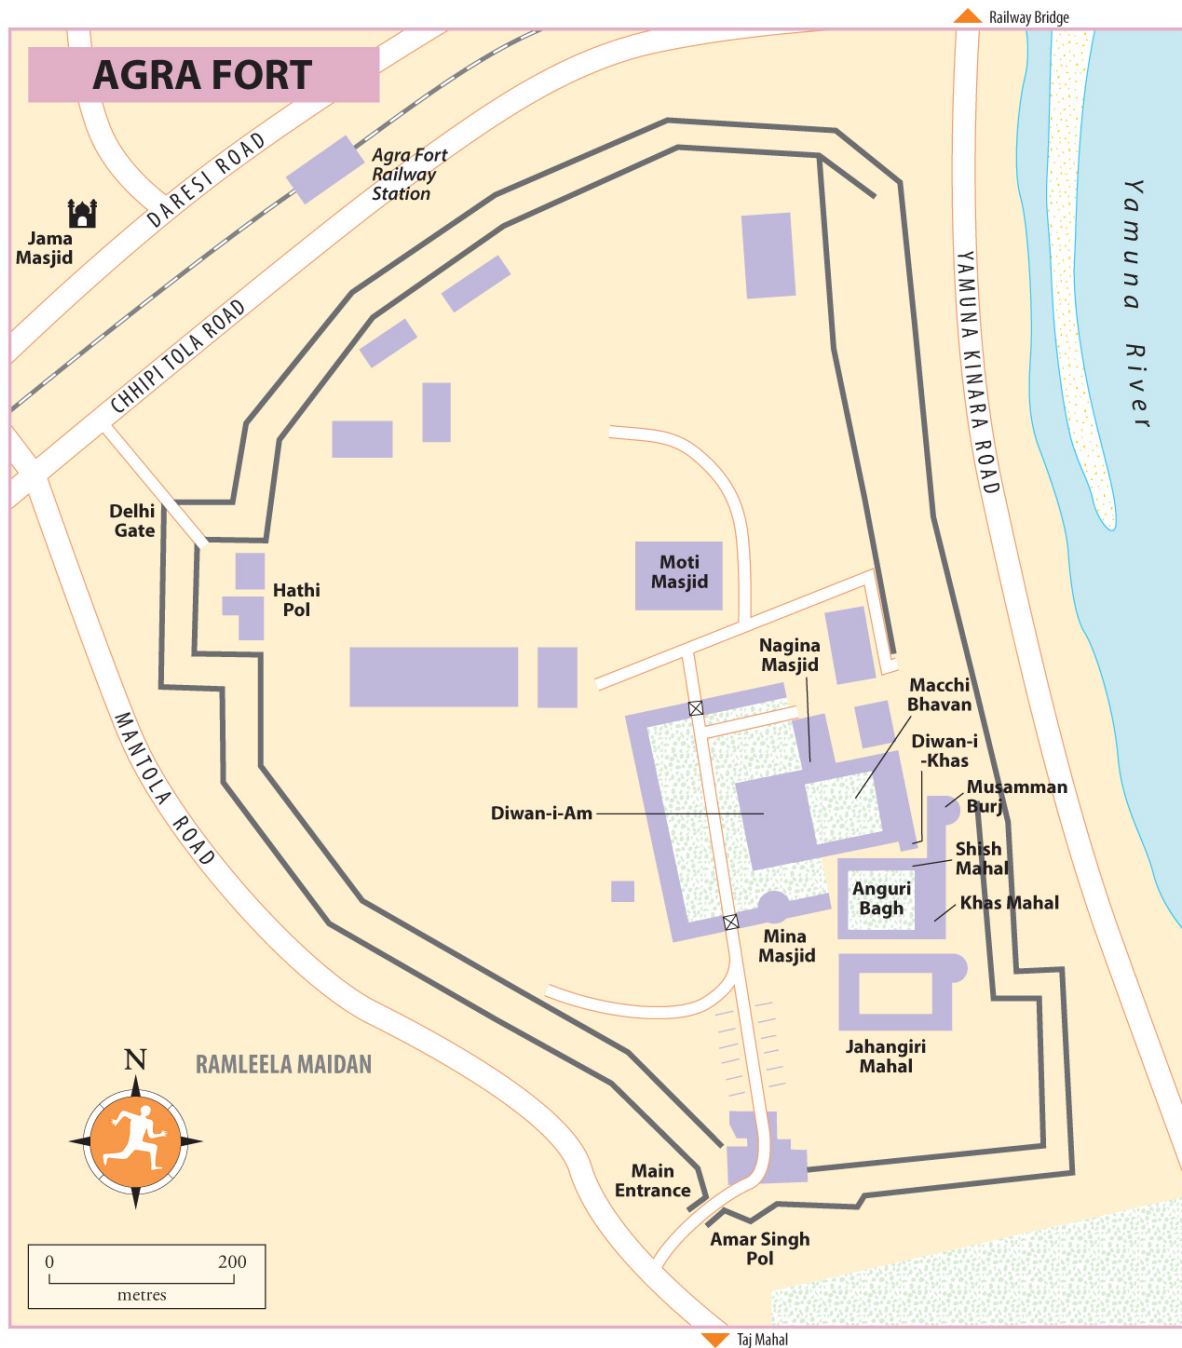 Railway Bridge
AGRA FORT
DARESI ROAD
Agra Fort
Railway
Station
Jama
Masjid
CHHIPI TOLA ROAD
YAMUNA KINARA ROAD
Yamuna River
Delhi
Gate
Hathi
Pol
Moti
Masjid
Nagina
Masjid
Macchi
Bhavan
Diwan-i
-Khas
Musamman
Burj
Diwan-i-Am
Shish
Mahal
Anguri
Bagh
Khas Mahal
Mina
Masjid
MANTOLA ROAD
Jahangiri
Mahal
RAMLEELA MAIDAN
N
Main
Entrance
Amar Singh
Pol
0 200
metres
Taj Mahal